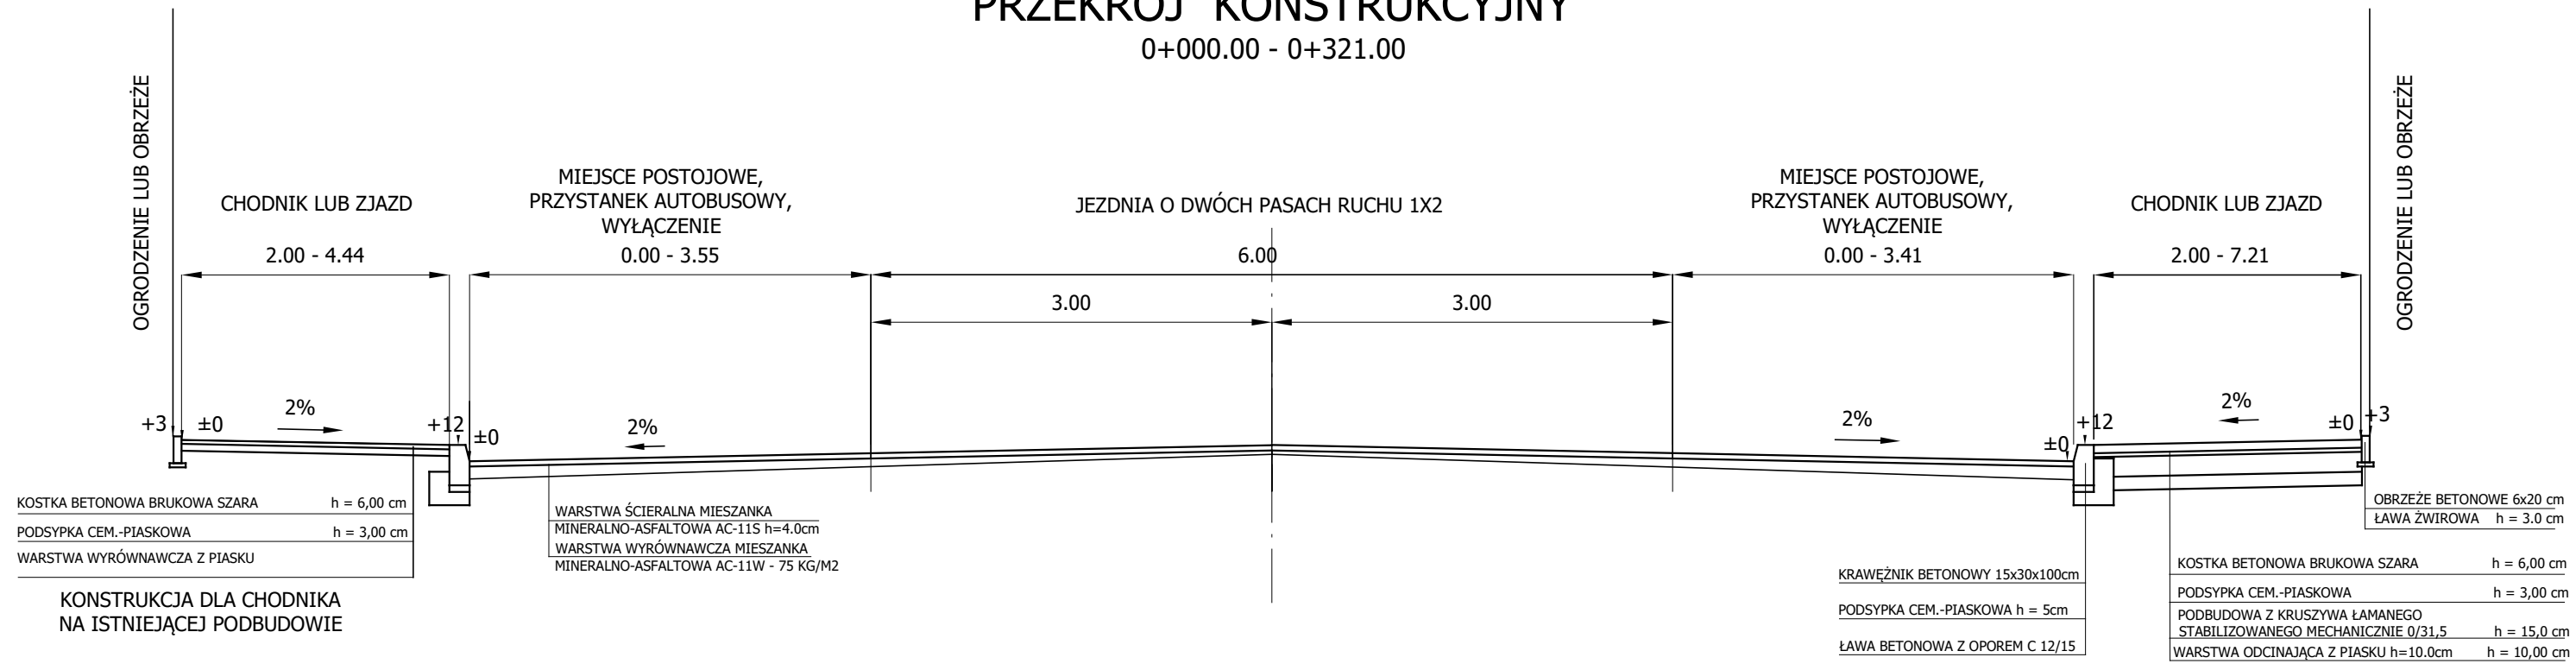 PRZEKRÓJ KONSTRUKCYJNY
0+000.00 - 0+321.00
OGRODZENIE LUB OBRZEŻE
CHODNIK LUB ZJAZD
2.00 - 4.44
MIEJSCE POSTOJOWE,
PRZYSTANEK AUTOBUSOWY,
WYŁĄCZENIE
0.00 - 3.55
JEZDNIA O DWÓCH PASACH RUCHU 1X2
6.00
3.00
3.00
MIEJSCE POSTOJOWE,
PRZYSTANEK AUTOBUSOWY,
WYŁĄCZENIE
0.00 - 3.41
CHODNIK LUB ZJAZD
2.00 - 7.21
OGRODZENIE LUB OBRZEŻE
+3
±0
2%
+12
±0
2%
2%
±0
+12
2%
±0
+3
KOSTKA BETONOWA BRUKOWA SZARA h = 6,00 cm
PODSYPKA CEM.-PIASKOWA h = 3,00 cm
WARSTWA WYRÓWNAWCZA Z PIASKU
KONSTRUKCJA DLA CHODNIKA
NA ISTNIEJĄCEJ PODBUDOWIE
WARSTWA ŚCIERALNA MIESZANKA
MINERALNO-ASFALTOWA AC-11S h=4.0cm
WARSTWA WYRÓWNAWCZA MIESZANKA
MINERALNO-ASFALTOWA AC-11W - 75 KG/M2
KRAWĘŻNIK BETONOWY 15x30x100cm
PODSYPKA CEM.-PIASKOWA h = 5cm
ŁAWA BETONOWA Z OPOREM C 12/15
OBRZEŻE BETONOWE 6x20 cm
ŁAWA ŻWIROWA h = 3.0 cm
KOSTKA BETONOWA BRUKOWA SZARA h = 6,00 cm
PODSYPKA CEM.-PIASKOWA h = 3,00 cm
PODBUDOWA Z KRUSZYWA ŁAMANEGO
STABILIZOWANEGO MECHANICZNIE 0/31,5 h = 15,0 cm
WARSTWA ODCINAJĄCA Z PIASKU h=10.0cm h = 10,00 cm